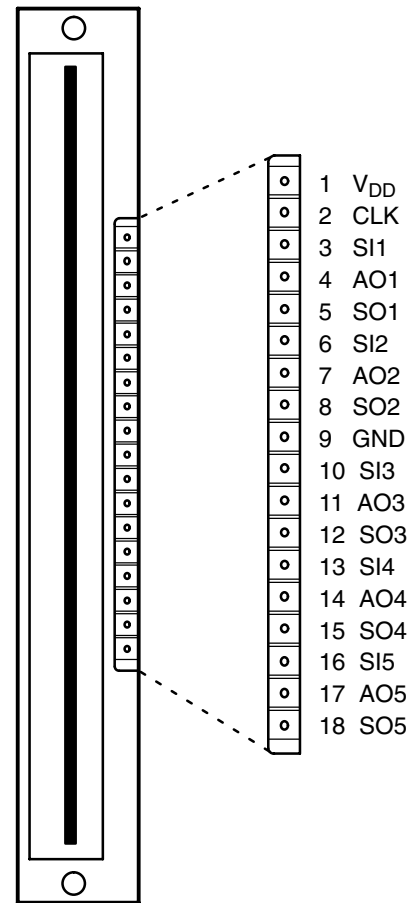 1 VDD
2 CLK
3 SI1
4 AO1
5 SO1
6 SI2
7 AO2
8 SO2
9 GND
10 SI3
11 AO3
12 SO3
13 SI4
14 AO4
15 SO4
16 SI5
17 AO5
18 SO5